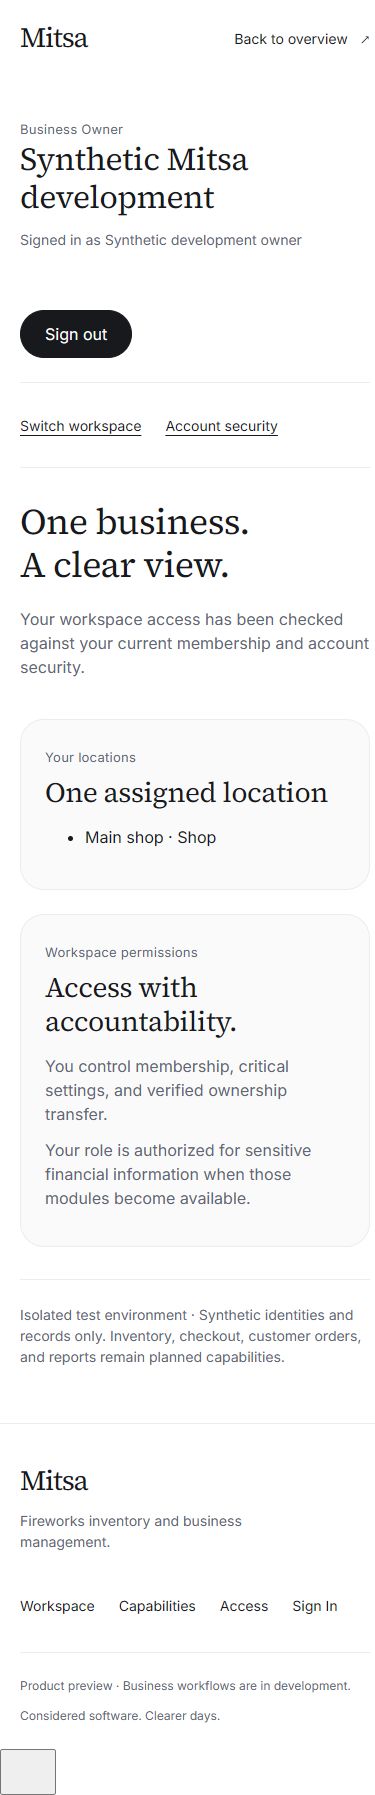 Mitsa
Back to overview ↗
Business Owner
Synthetic Mitsa
development
Signed in as Synthetic development owner
Sign out
Switch workspace
Account security
One business.
A clear view.
Your workspace access has been checked
against your current membership and account
security.
Your locations
One assigned location
• Main shop · Shop
Workspace permissions
Access with
accountability.
You control membership, critical
settings, and verified ownership
transfer.
Your role is authorized for sensitive
financial information when those
modules become available.
Isolated test environment · Synthetic identities and
records only. Inventory, checkout, customer orders,
and reports remain planned capabilities.
Mitsa
Fireworks inventory and business
management.
Workspace
Capabilities
Access
Sign In
Product preview · Business workflows are in development.
Considered software. Clearer days.